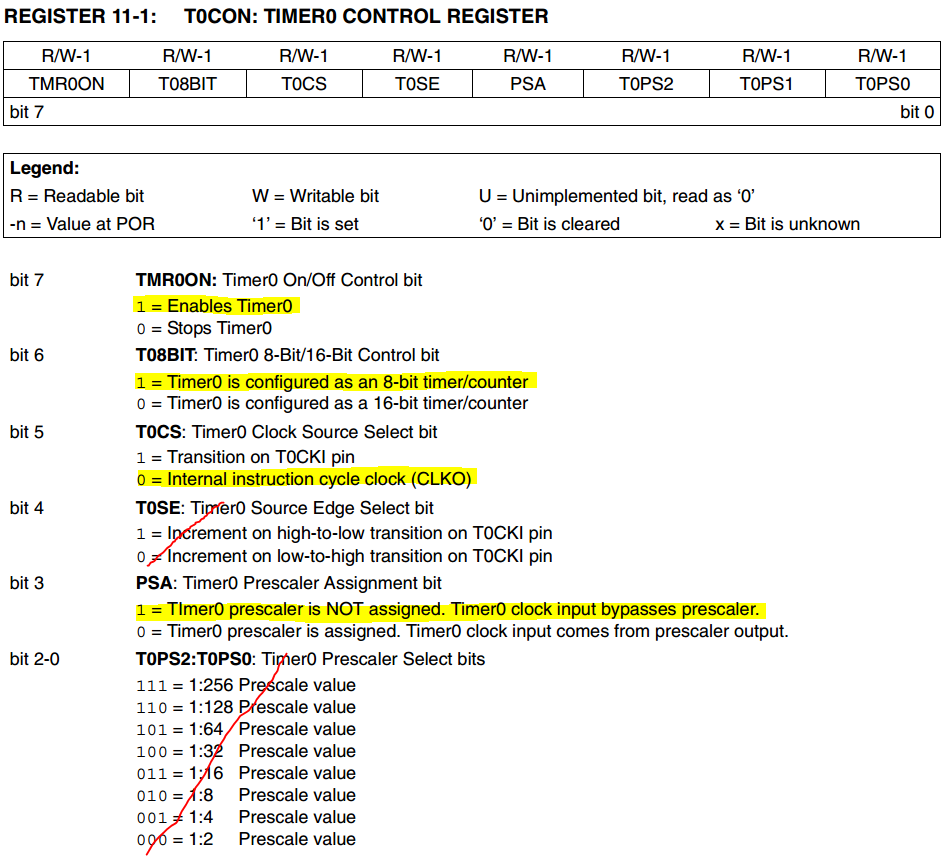 REGISTER 11-1: T0CON: TIMER0 CONTROL REGISTER
R/W-1 R/W-1 R/W-1 R/W-1 R/W-1 R/W-1 R/W-1 R/W-1
TMR0ON T08BIT T0CS T0SE PSA T0PS2 T0PS1 T0PS0
bit 7 bit 0
Legend:
R = Readable bit W = Writable bit U = Unimplemented bit, read as ‘0’
-n = Value at POR ‘1’ = Bit is set ‘0’ = Bit is cleared x = Bit is unknown
bit 7 TMR0ON: Timer0 On/Off Control bit
1 = Enables Timer0
0 = Stops Timer0
bit 6 T08BIT: Timer0 8-Bit/16-Bit Control bit
1 = Timer0 is configured as an 8-bit timer/counter
0 = Timer0 is configured as a 16-bit timer/counter
bit 5 T0CS: Timer0 Clock Source Select bit
1 = Transition on T0CKI pin
0 = Internal instruction cycle clock (CLKO)
bit 4 T0SE: Timer0 Source Edge Select bit
1 = Increment on high-to-low transition on T0CKI pin
0 = Increment on low-to-high transition on T0CKI pin
bit 3 PSA: Timer0 Prescaler Assignment bit
1 = TImer0 prescaler is NOT assigned. Timer0 clock input bypasses prescaler.
0 = Timer0 prescaler is assigned. Timer0 clock input comes from prescaler output.
bit 2-0 T0PS2:T0PS0: Timer0 Prescaler Select bits
111 = 1:256 Prescale value
110 = 1:128 Prescale value
101 = 1:64 Prescale value
100 = 1:32 Prescale value
011 = 1:16 Prescale value
010 = 1:8 Prescale value
001 = 1:4 Prescale value
000 = 1:2 Prescale value